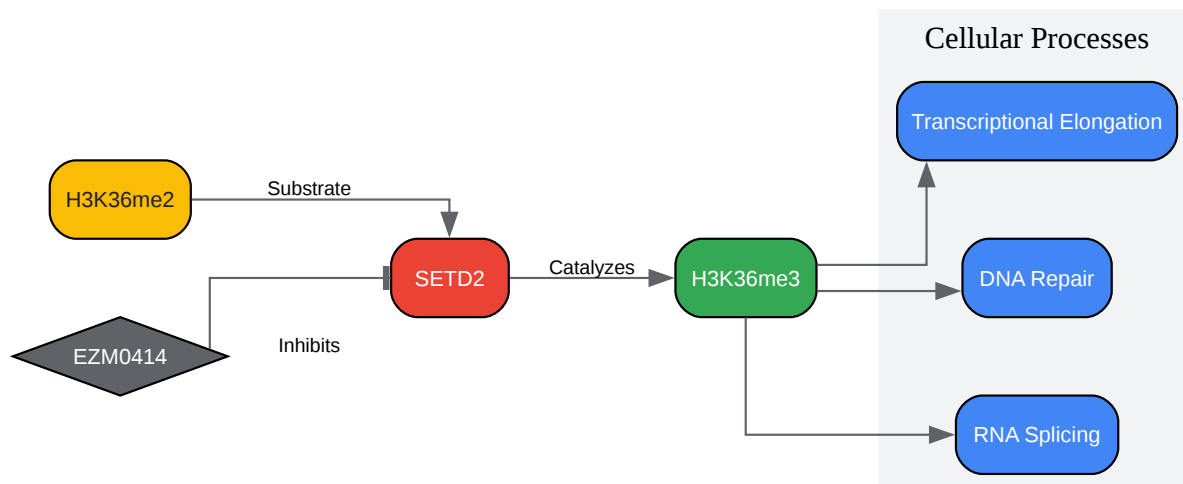 Cellular Processes
Transcriptional Elongation
H3K36me2
Substrate
SETD2
Catalyzes
H3K36me3
DNA Repair
EZM0414
Inhibits
RNA Splicing